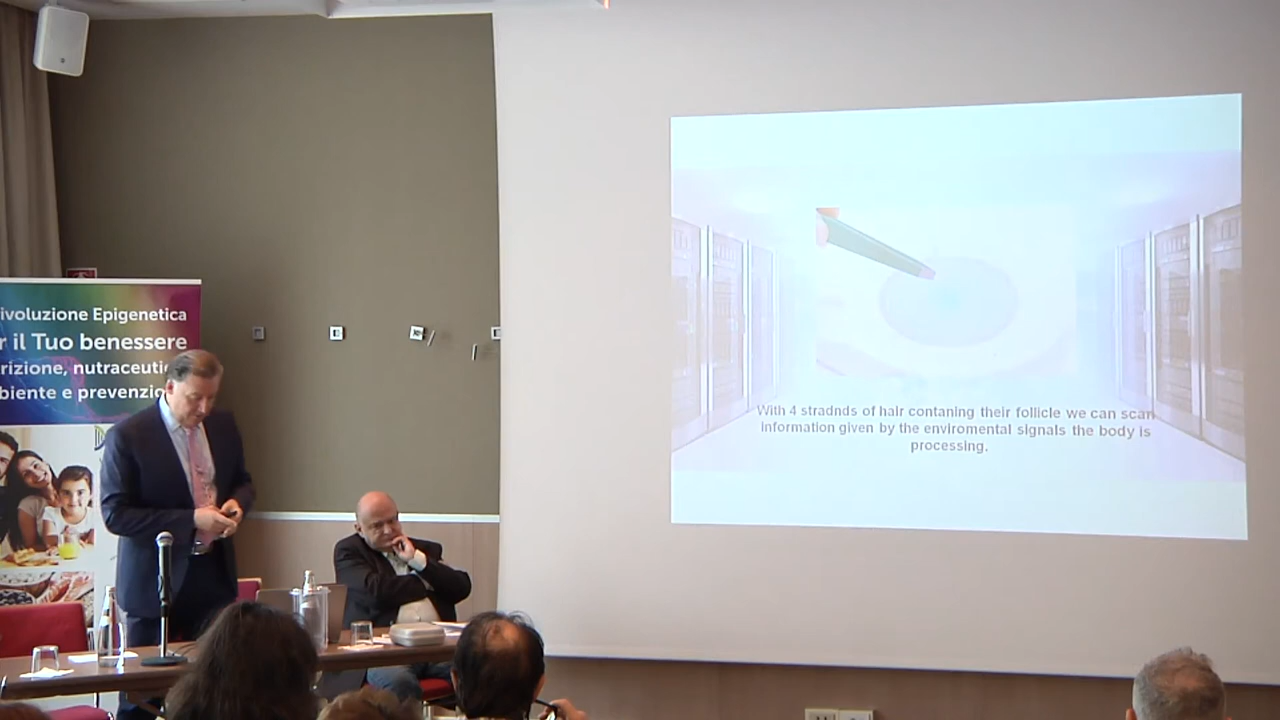 ivoluzione Epigenetica
r il Tuo benessere
rizione, nutraceutic
biente e prevenzio
With 4 stradnds of hair contaning their follicle we can scan
information given by the enviromental signals the body is
processing.